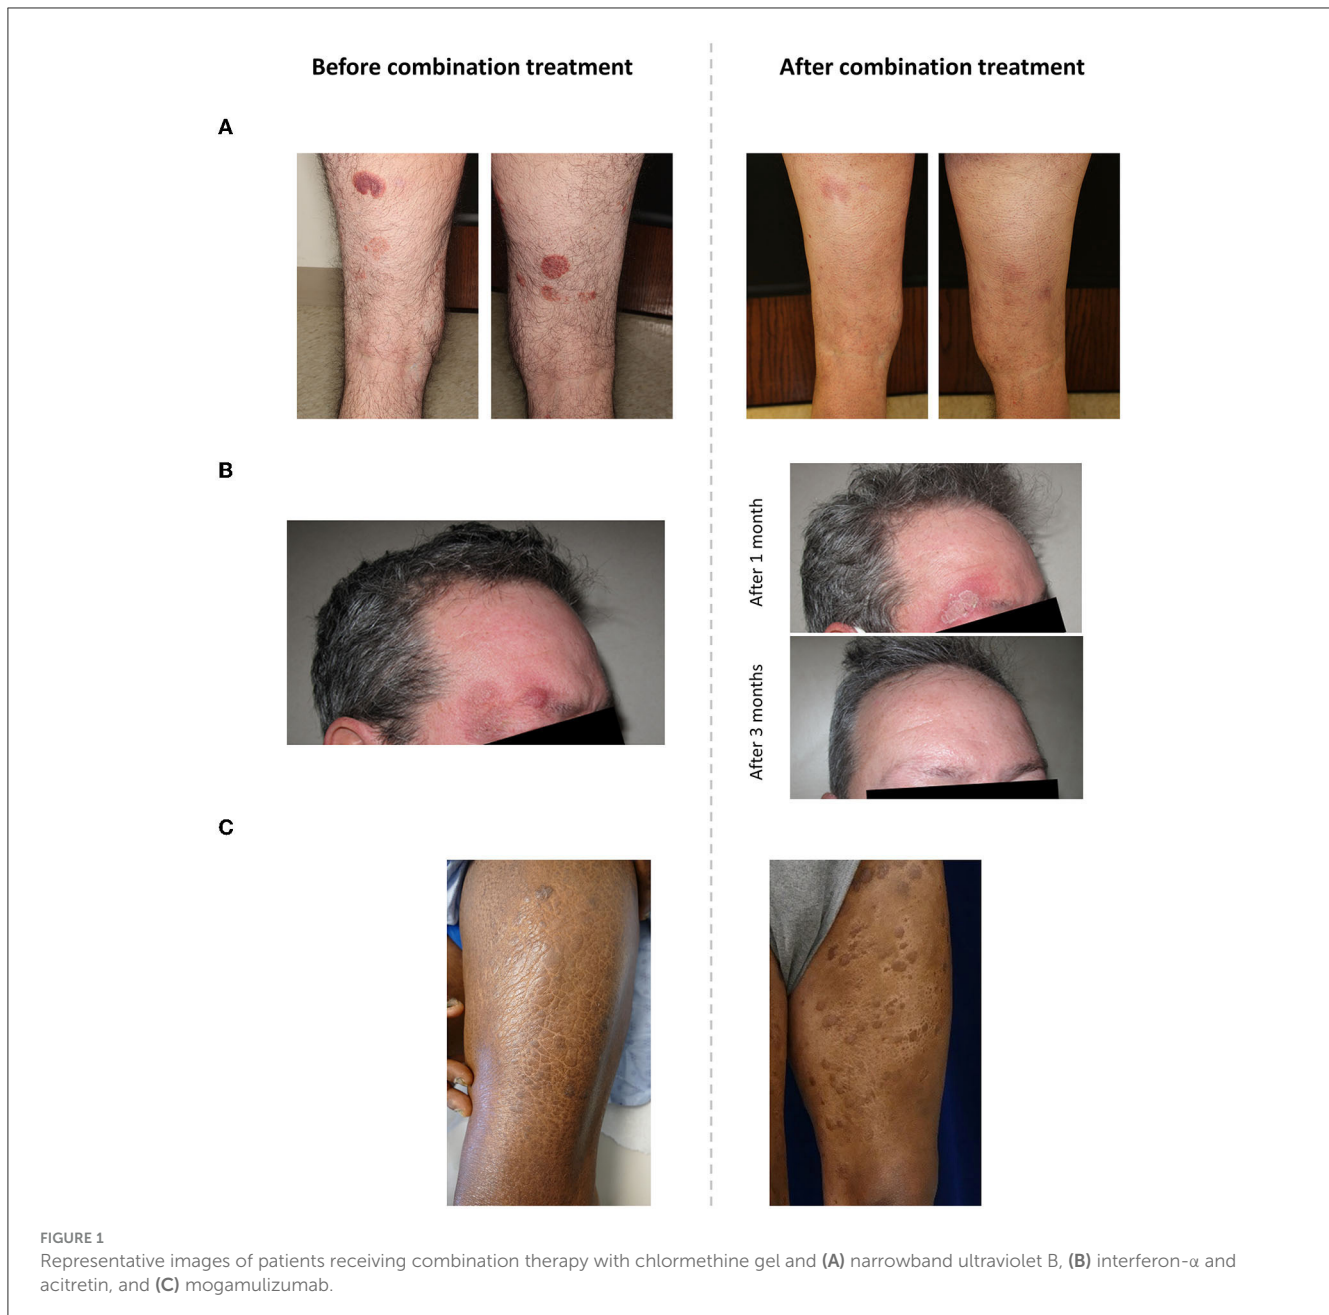 Before combination treatment
After combination treatment
A
B
After 1 month
After 3 months
C
FIGURE 1
Representative images of patients receiving combination therapy with chlormethine gel and (A) narrowband ultraviolet B, (B) interferon-α and
acitretin, and (C) mogamulizumab.